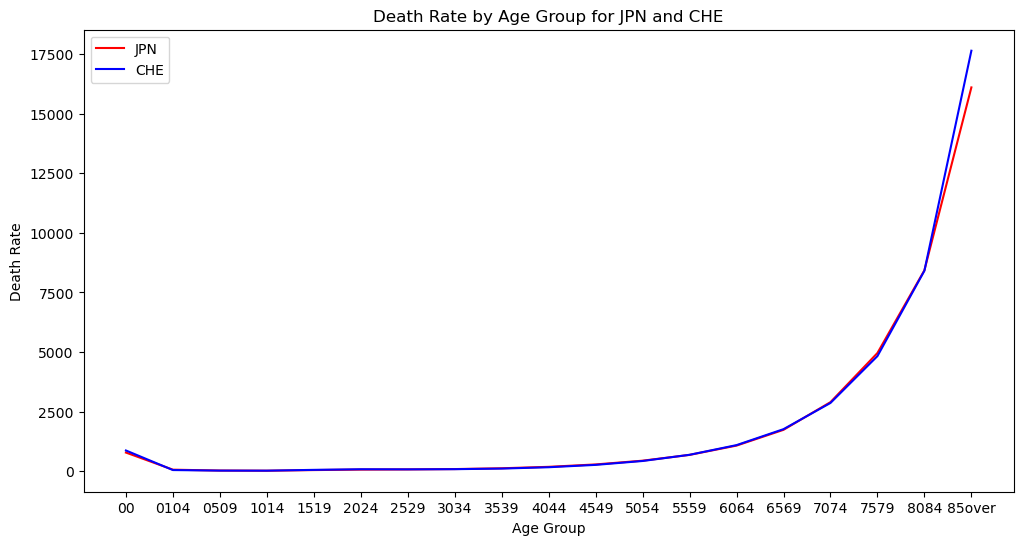 Death Rate by Age Group for JPN and CHE
JPN
CHE
17500
15000
12500
10000
7500
5000
2500
0
Death Rate
00 0104 0509 1014 1519 2024 2529 3034 3539 4044 4549 5054 5559 6064 6569 7074 7579 8084 85over
Age Group